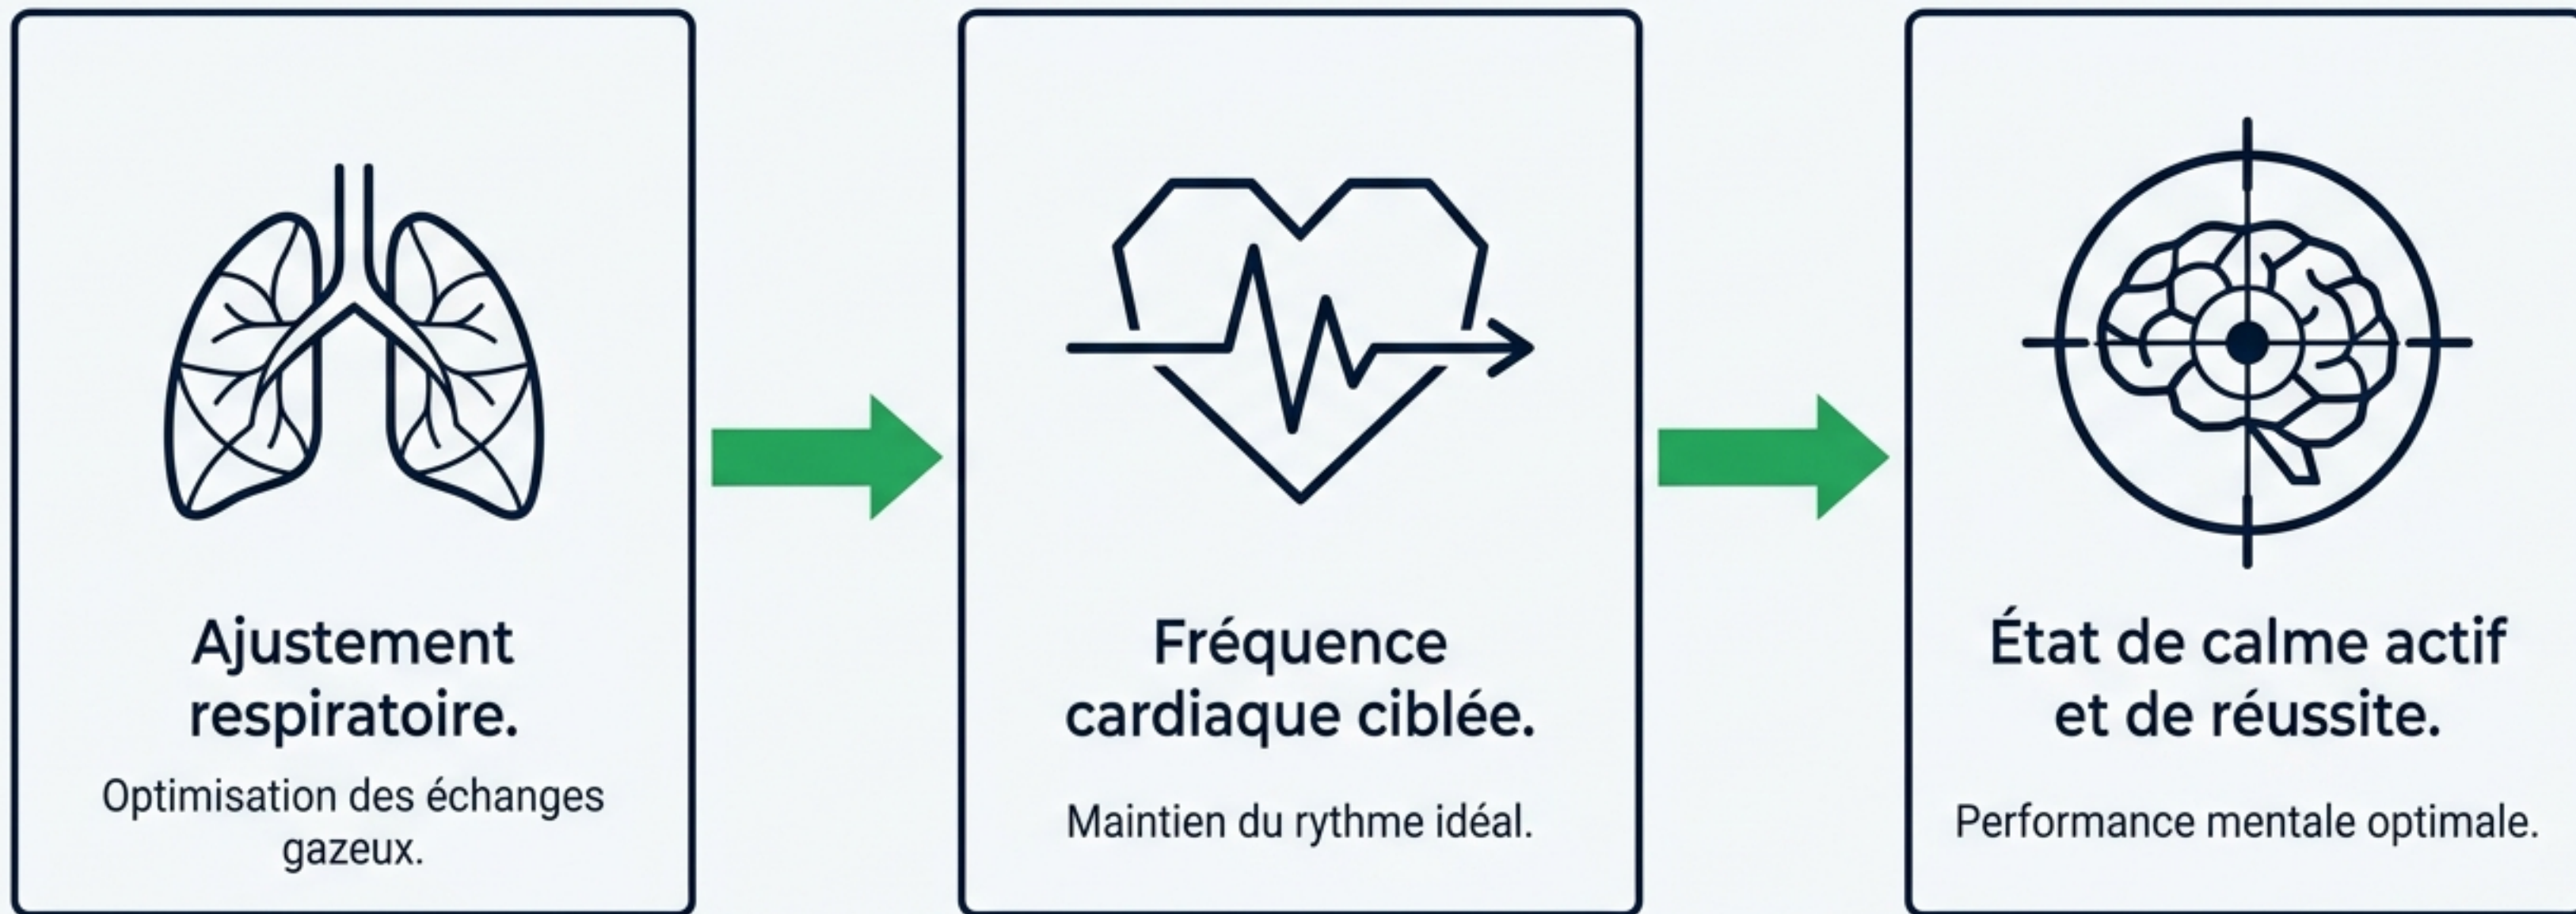 Ajustement
respiratoire.
Optimisation des échanges
gazeux.
Fréquence
cardiaque ciblée.
Maintien du rythme idéal.
État de calme actif
et de réussite.
Performance mentale optimale.